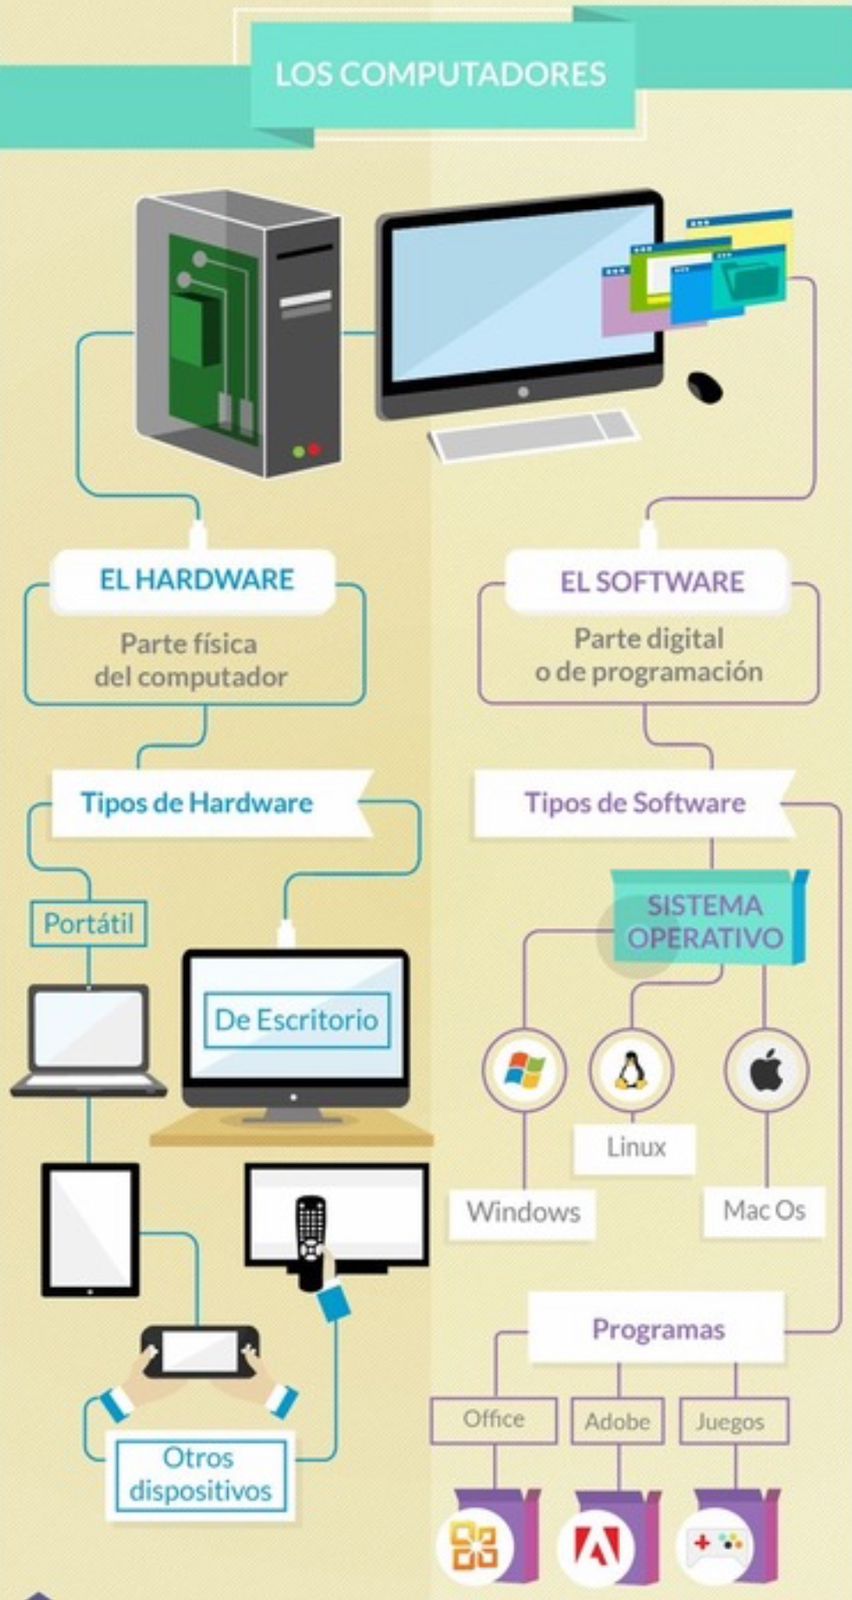 LOS COMPUTADORES
EL HARDWARE
Parte física
del computador
Tipos de Hardware
Portátil
De Escritorio
Otros
dispositivos
EL SOFTWARE
Parte digital
o de programación
Tipos de Software
SISTEMA
OPERATIVO
Linux
Windows
Mac Os
Programas
Office
Adobe
Juegos